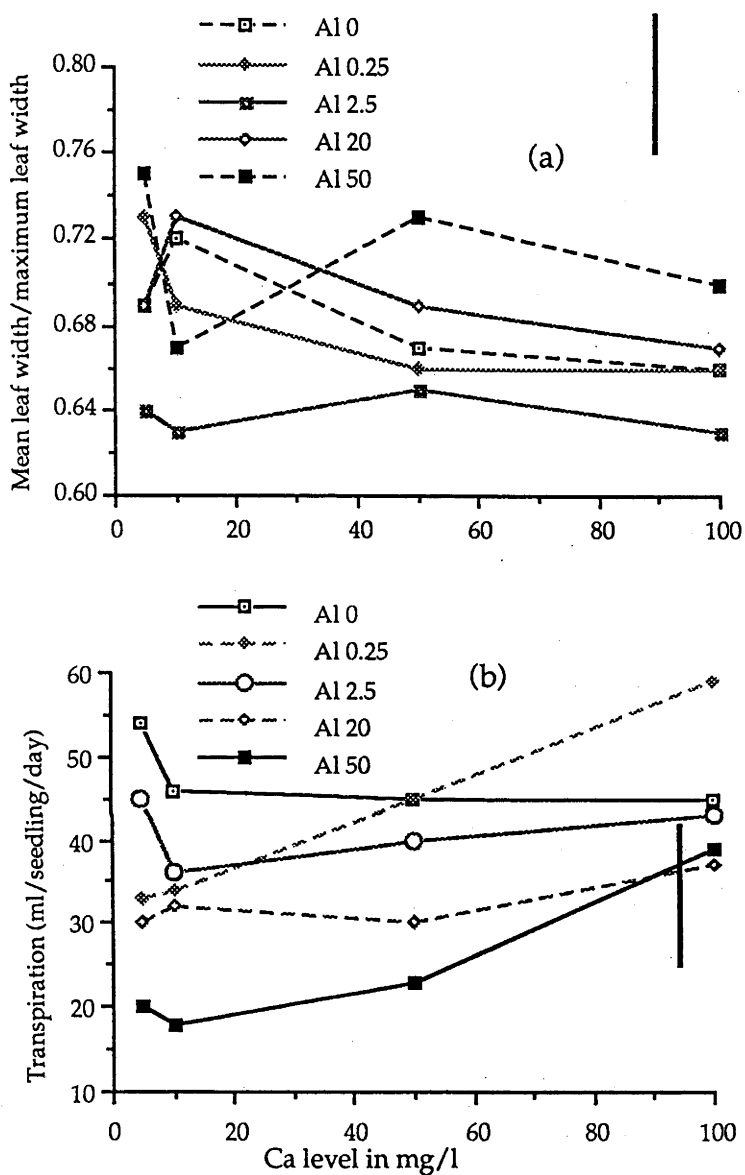 Al 0
Al 0.25
Al 2.5
Al 20
Al 50
(a)
Mean leaf width/maximum leaf width
0.80
0.76
0.72
0.68
0.64
0.60
0 20 40 60 80 100
Al 0
Al 0.25
Al 2.5
Al 20
Al 50
(b)
Transpiration (ml/seedling/day)
60
50
40
30
20
10
0 20 40 60 80 100
Ca level in mg/l